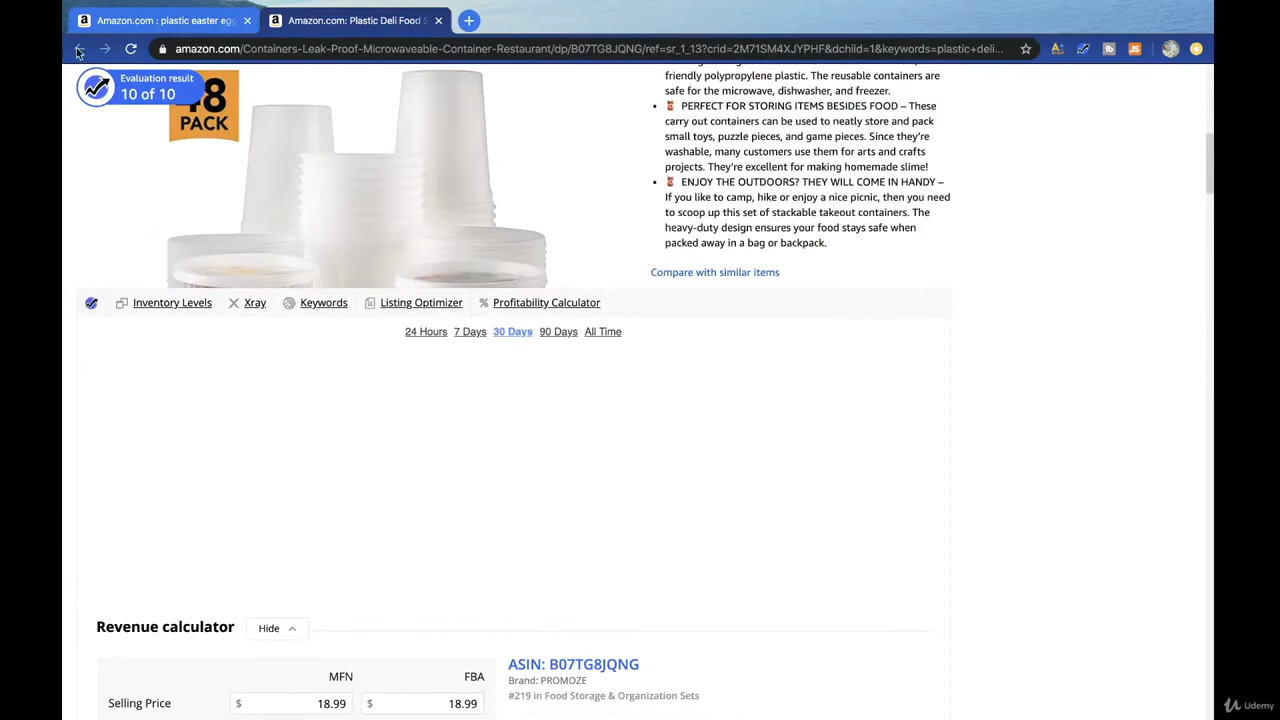 Amazon.com : plastic easter egg
Amazon.com: Plastic Deli Food S
amazon.com/Containers-Leak-Proof-Microwaveable-Container-Restaurant/dp/B07TG8JQNG/ref=sr_1_13?crid=2M71SM4XJYPHF&dchild=1&keywords=plastic+deli...
Evaluation result
10 of 10
48
PACK
friendly polypropylene plastic. The reusable containers are
safe for the microwave, dishwasher, and freezer.
• PERFECT FOR STORING ITEMS BESIDES FOOD – These
carry out containers can be used to neatly store and pack
small toys, puzzle pieces, and game pieces. Since they're
washable, many customers use them for arts and crafts
projects. They're excellent for making homemade slime!
• ENJOY THE OUTDOORS? THEY WILL COME IN HANDY –
If you like to camp, hike or enjoy a nice picnic, then you need
to scoop up this set of stackable takeout containers. The
heavy-duty design ensures your food stays safe when
packed away in a bag or backpack.
Compare with similar items
Inventory Levels Xray Keywords Listing Optimizer % Profitability Calculator
24 Hours 7 Days 30 Days 90 Days All Time
Revenue calculator Hide
MFN FBA
Selling Price $ 18.99 $ 18.99
ASIN: B07TG8JQNG
Brand: PROMOZE
#219 in Food Storage & Organization Sets
Udemy